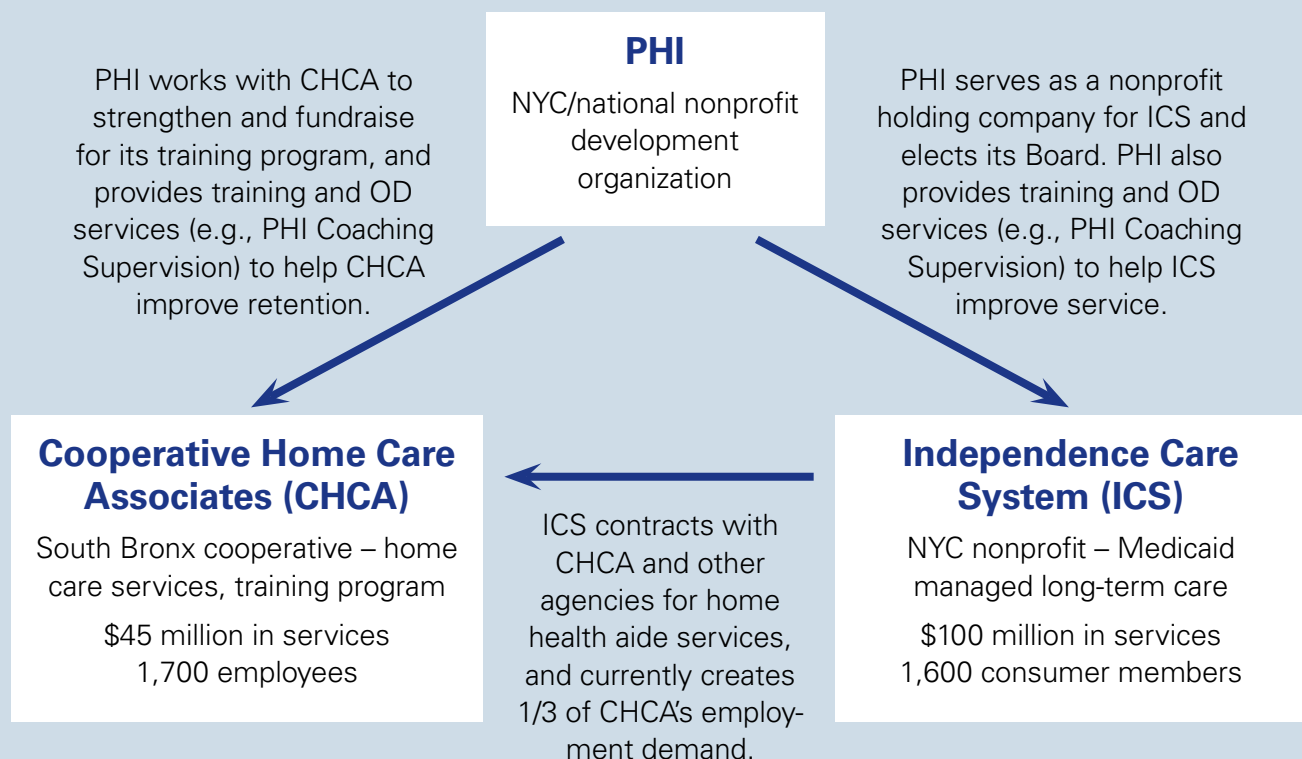 PHI
NYC/national nonprofit
development
organization
PHI works with CHCA to
strengthen and fundraise
for its training program, and
provides training and OD
services (e.g., PHI Coaching
Supervision) to help CHCA
improve retention.
PHI serves as a nonprofit
holding company for ICS and
elects its Board. PHI also
provides training and OD
services (e.g., PHI Coaching
Supervision) to help ICS
improve service.
Cooperative Home Care
Associates (CHCA)
South Bronx cooperative – home
care services, training program
$45 million in services
1,700 employees
ICS contracts with
CHCA and other
agencies for home
health aide services,
and currently creates
1/3 of CHCA's employ-
ment demand.
Independence Care
System (ICS)
NYC nonprofit – Medicaid
managed long-term care
$100 million in services
1,600 consumer members